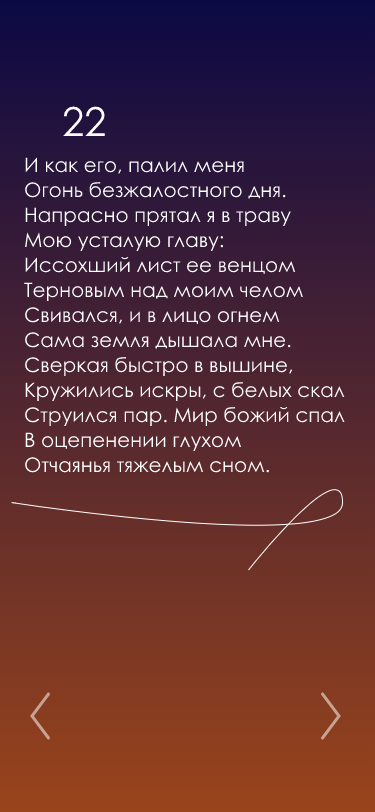 22
И как его, палил меня
Огонь безжалостного дня.
Напрасно прятал я в траву
Мою усталую главу:
Иссохший лист ее венцом
Терновым над моим челом
Свивался, и в лицо огнем
Сама земля дышала мне.
Сверкая быстро в вышине,
Кружились искры, с белых скал
Струился пар. Мир божий спал
В оцепенении глухом
Отчаянья тяжелым сном.